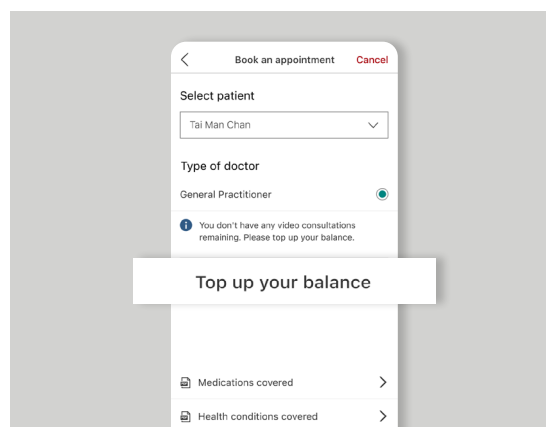 Book an appointment Cancel
Select patient
Tai Man Chan
Type of doctor
General Practitioner
You don't have any video consultations
remaining. Please top up your balance.
Top up your balance
Medications covered
Health conditions covered